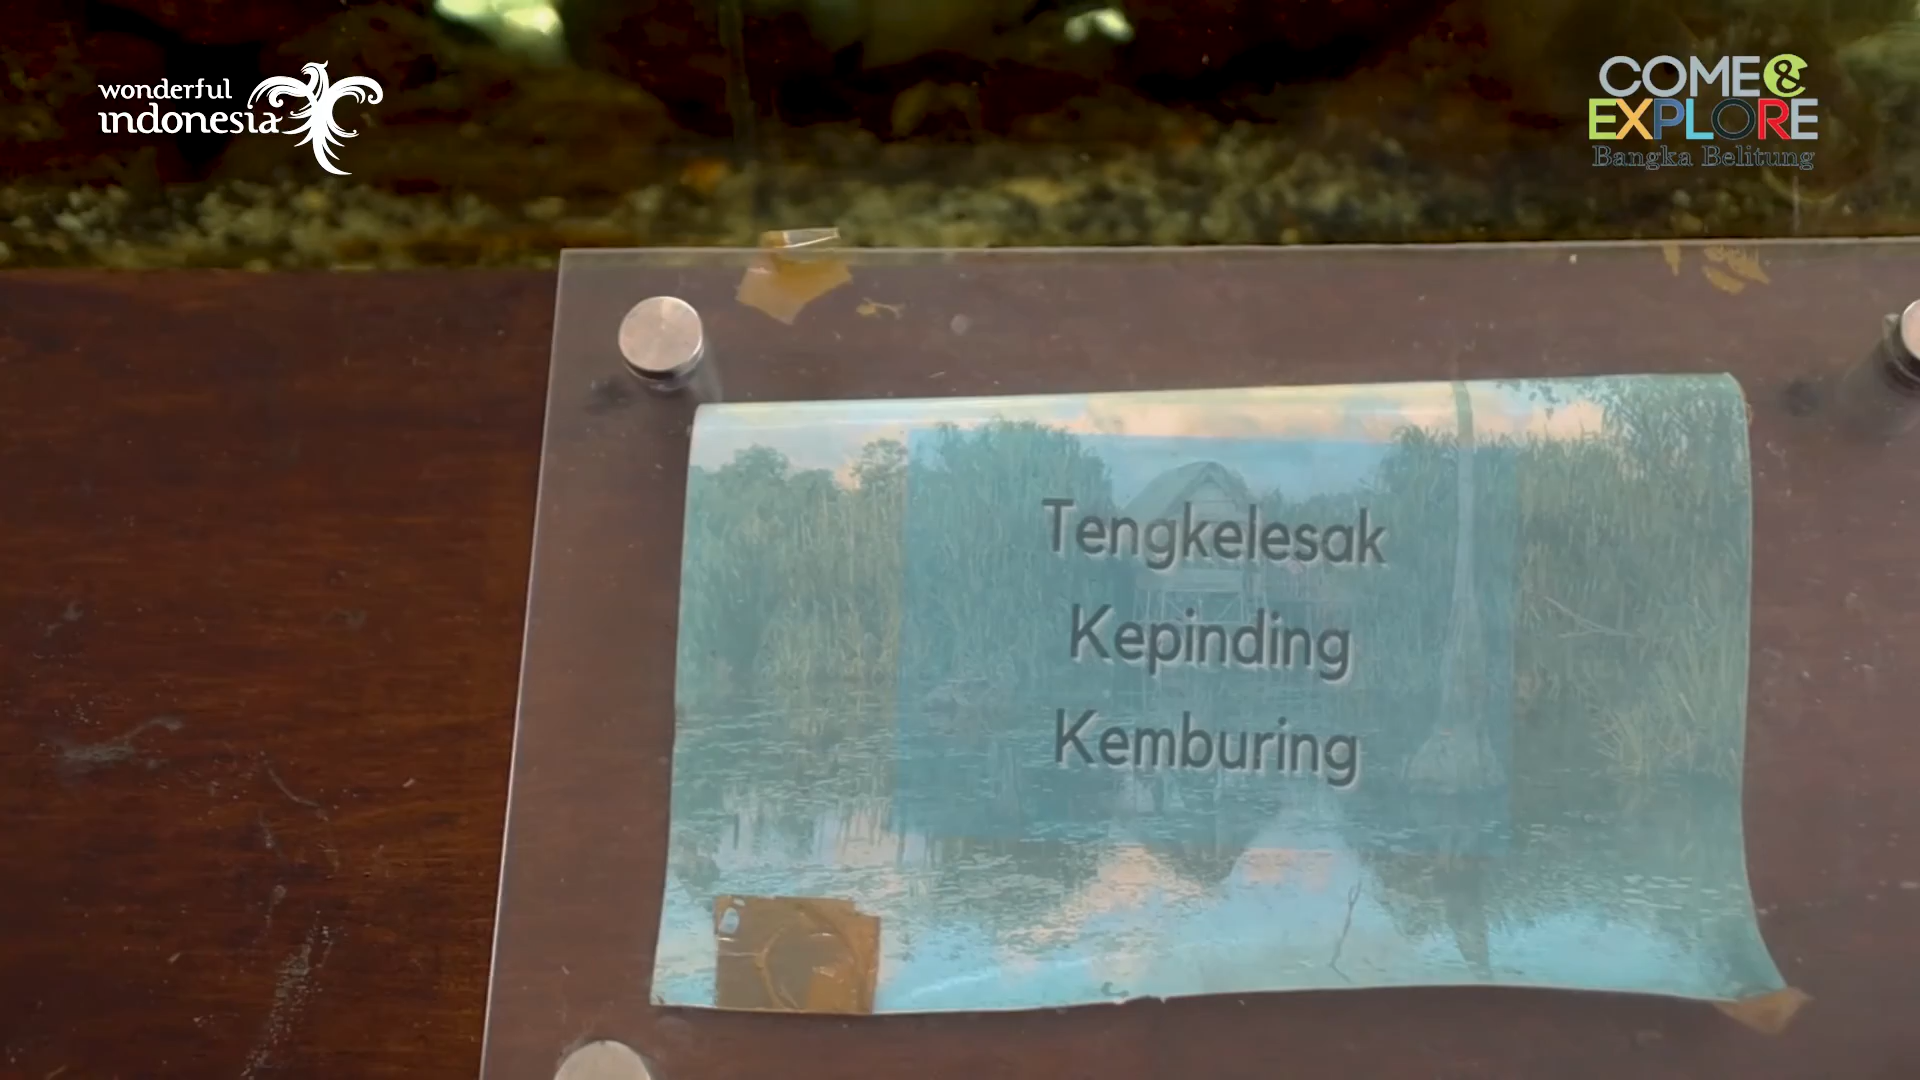 wonderful
indonesia
COME &
EXPLORE
Bangka Belitung
Tengkelesak
Kepinding
Kemburing